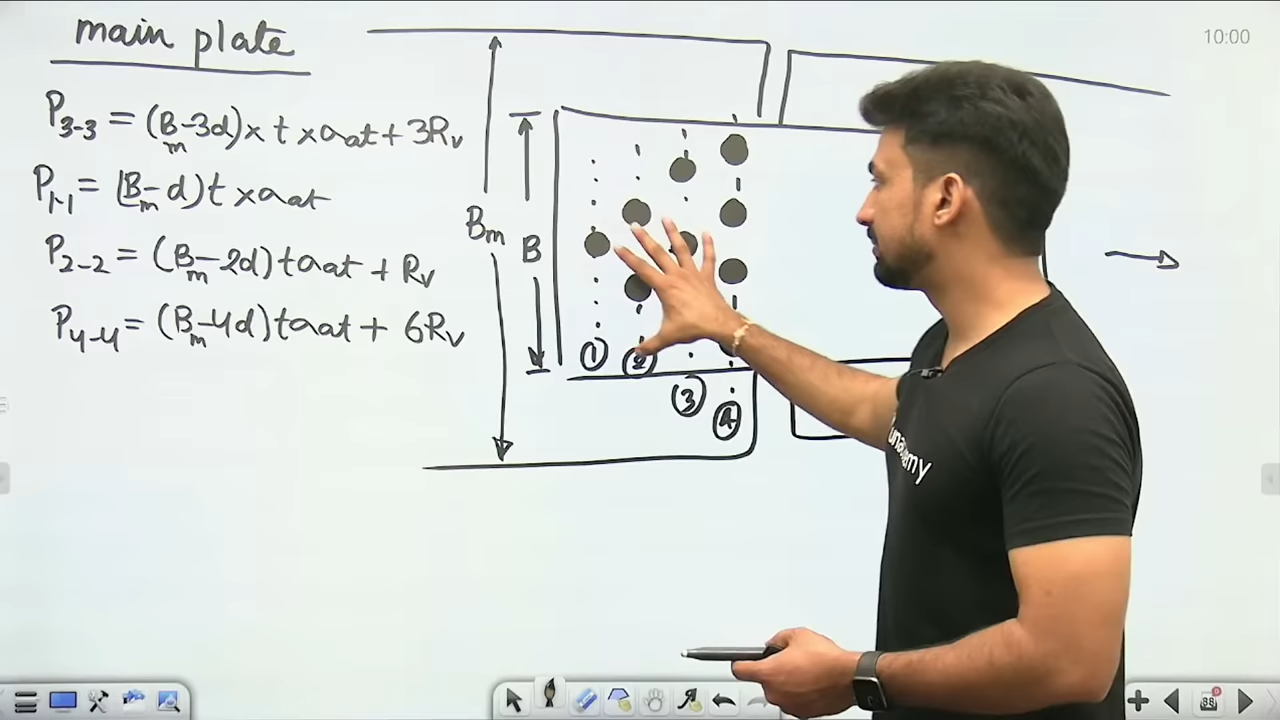 main plate
10:00
P3-3 = (Bm-3d)× t ×σat + 3Rv
P1-1 = (Bm-d)t×σat
P2-2 = (Bm-2d)tσat + Rv
P4-4 = (Bm-4d)tσat + 6Rv
Bm
B
1
2
3
4